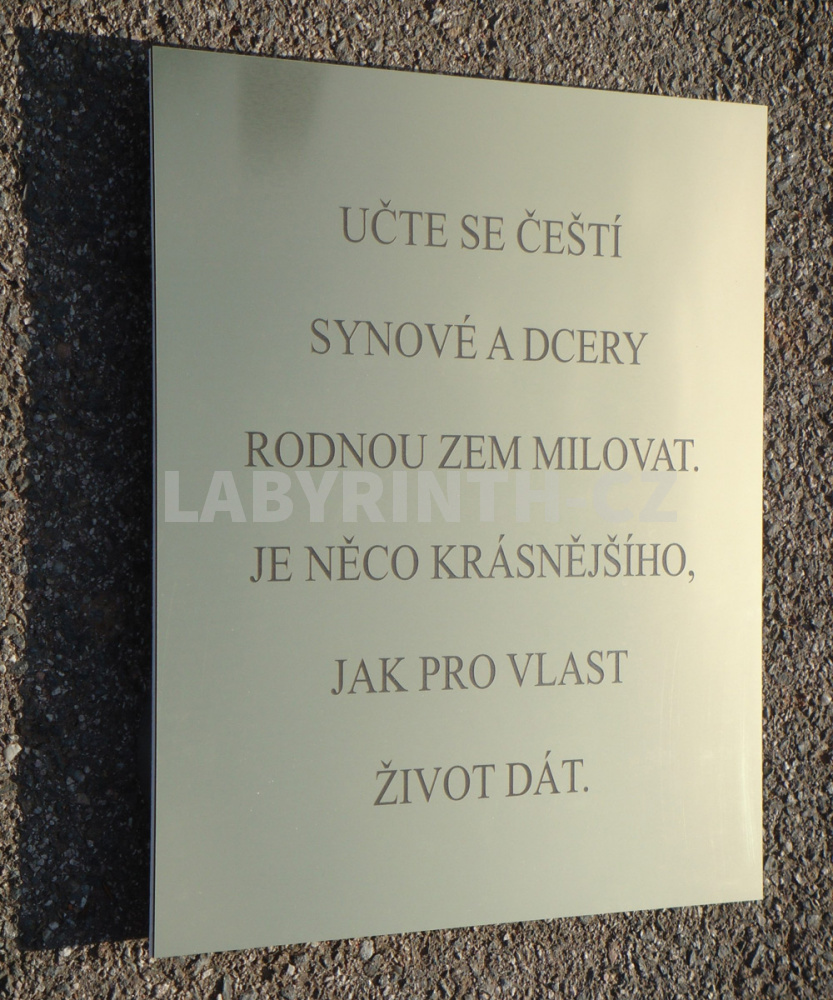 UČTE SE ČEŠTÍ
SYNOVÉ A DCERY
RODNOU ZEM MILOVAT.
LABYRINTH-CZ
JE NĚCO KRÁSNĚJŠÍHO,
JAK PRO VLAST
ŽIVOT DÁT.